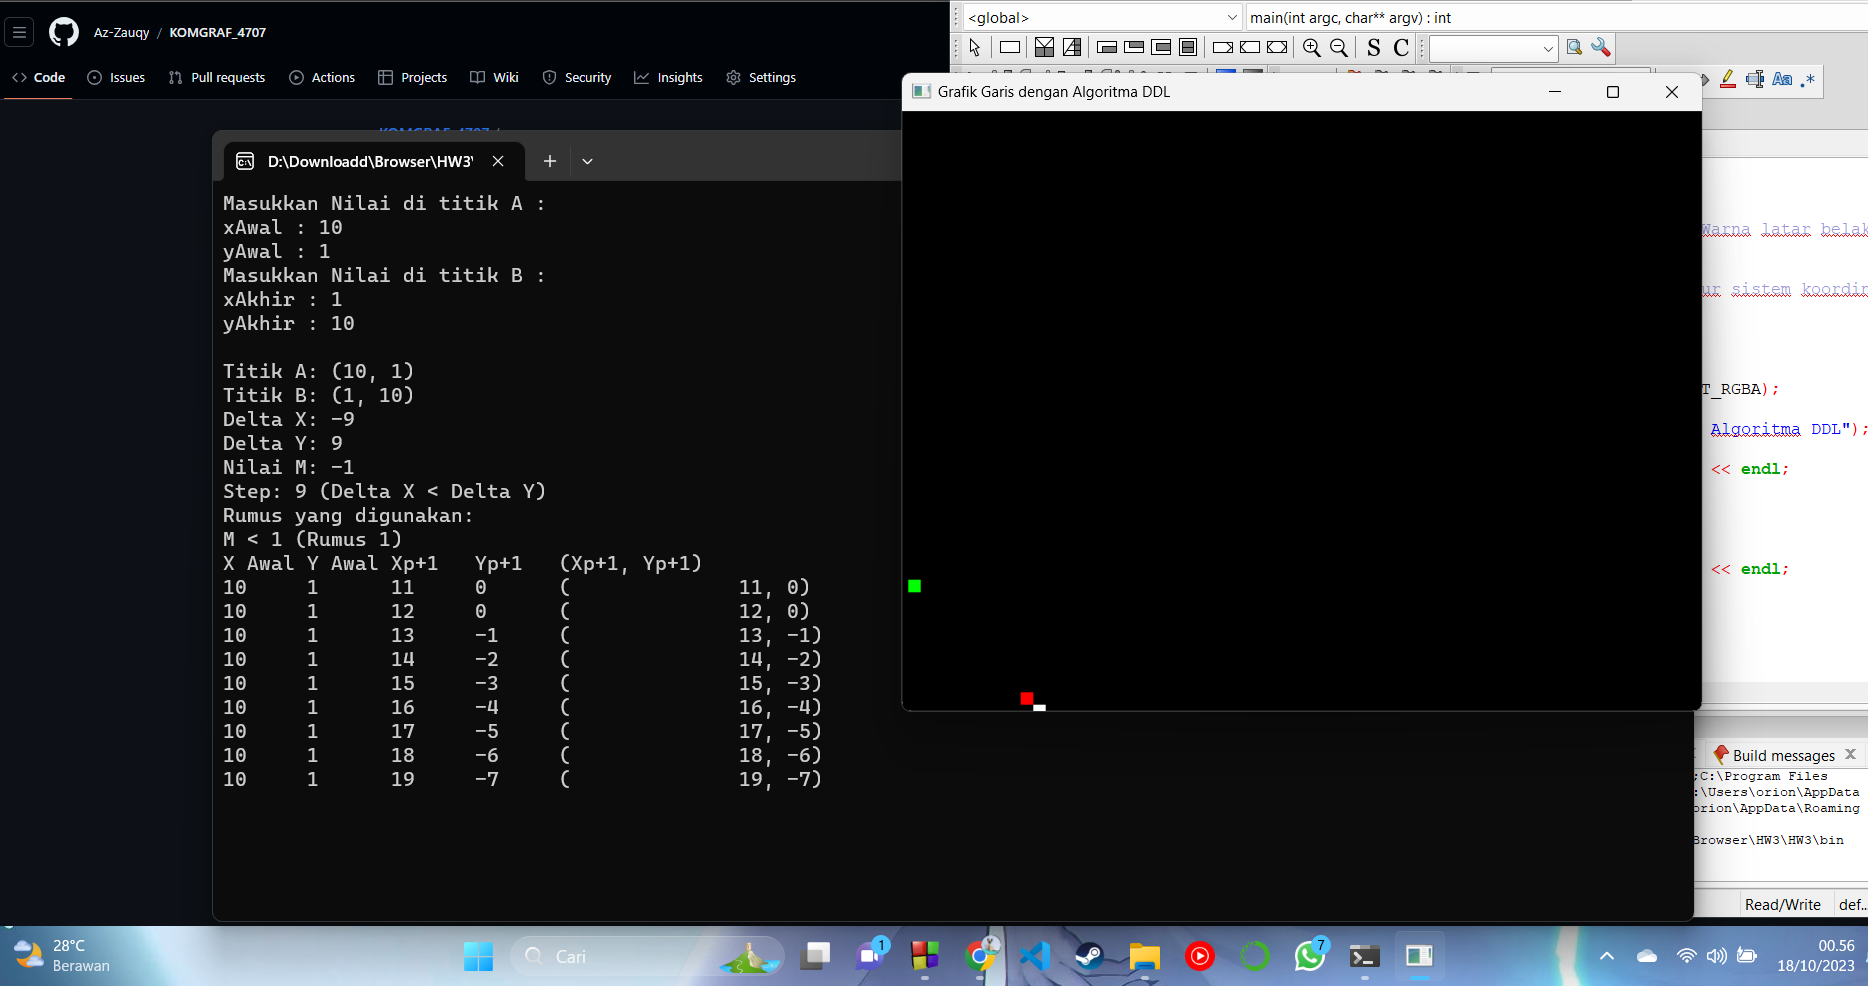 Az-Zauqy / KOMGRAF_4707
Code Issues Pull requests Actions Projects Wiki Security Insights Settings
<global> main(int argc, char** argv) : int
S C
Aa .*
Grafik Garis dengan Algoritma DDL
D:\Downloadd\Browser\HW3\
Masukkan Nilai di titik A :
xAwal : 10
yAwal : 1
Masukkan Nilai di titik B :
xAkhir : 1
yAkhir : 10
Titik A: (10, 1)
Titik B: (1, 10)
Delta X: -9
Delta Y: 9
Nilai M: -1
Step: 9 (Delta X < Delta Y)
Rumus yang digunakan:
M < 1 (Rumus 1)
X Awal Y Awal Xp+1 Yp+1 (Xp+1, Yp+1)
10 1 11 0 ( 11, 0)
10 1 12 0 ( 12, 0)
10 1 13 -1 ( 13, -1)
10 1 14 -2 ( 14, -2)
10 1 15 -3 ( 15, -3)
10 1 16 -4 ( 16, -4)
10 1 17 -5 ( 17, -5)
10 1 18 -6 ( 18, -6)
10 1 19 -7 ( 19, -7)
Warna latar belak
ur sistem koordin
T_RGBA);
Algoritma DDL");
<< endl;
<< endl;
Build messages
;C:\Program Files
:\Users\orion\AppData
orion\AppData\Roaming
Browser\HW3\HW3\bin
Read/Write def..
28°C
Berawan
Cari
1
7
00.56
18/10/2023